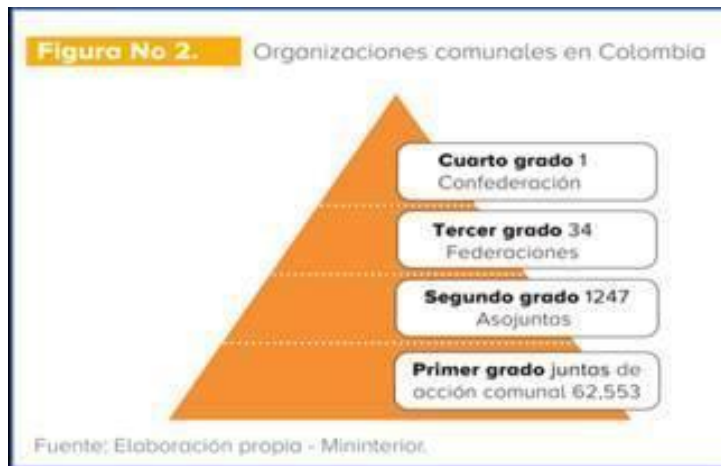 Figura No 2. Organizaciones comunales en Colombia
Cuarto grado 1
Confederación
Tercer grado 34
Federaciones
Segundo grado 1247
Asojuntas
Primer grado juntas de
acción comunal 62,553
Fuente: Elaboración propia - Mininterior.